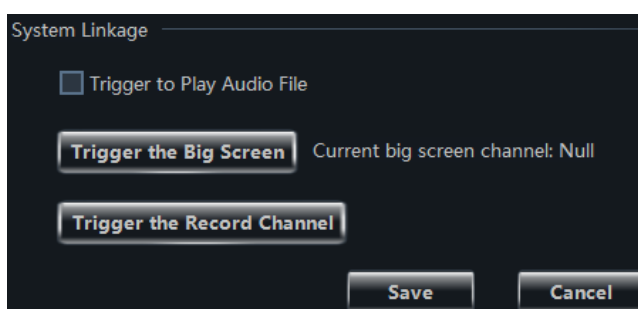 System Linkage
Trigger to Play Audio File
Trigger the Big Screen Current big screen channel: Null
Trigger the Record Channel
Save Cancel